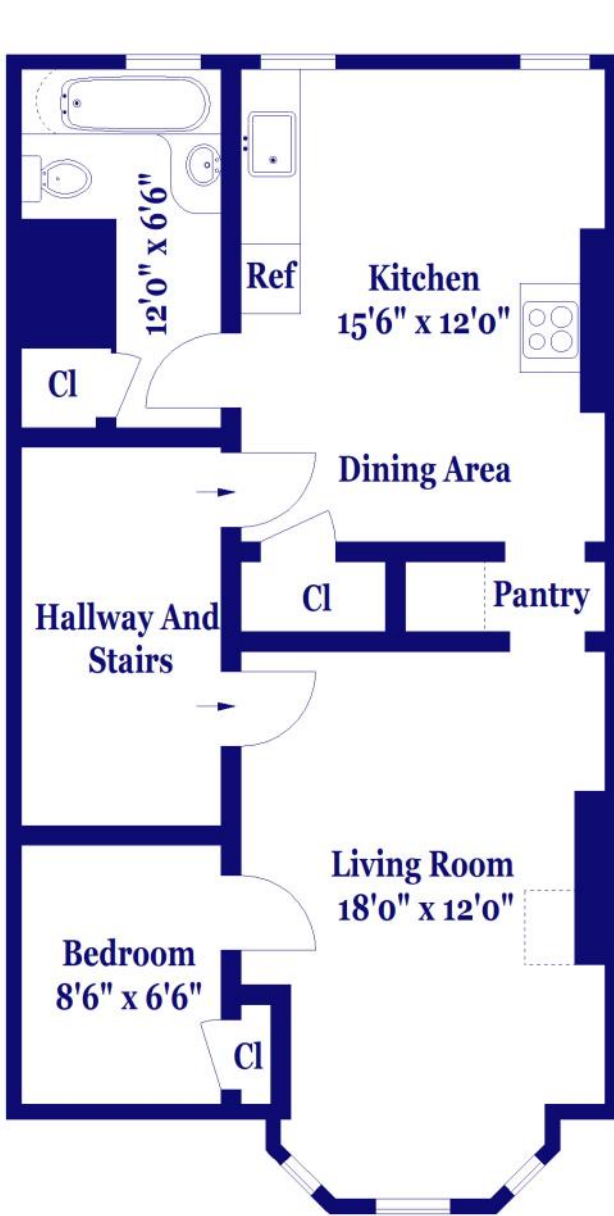 12'0" x 6'6"
Ref
Kitchen
15'6" x 12'0"
Cl
Dining Area
Cl
Pantry
Hallway And
Stairs
Living Room
18'0" x 12'0"
Bedroom
8'6" x 6'6"
Cl